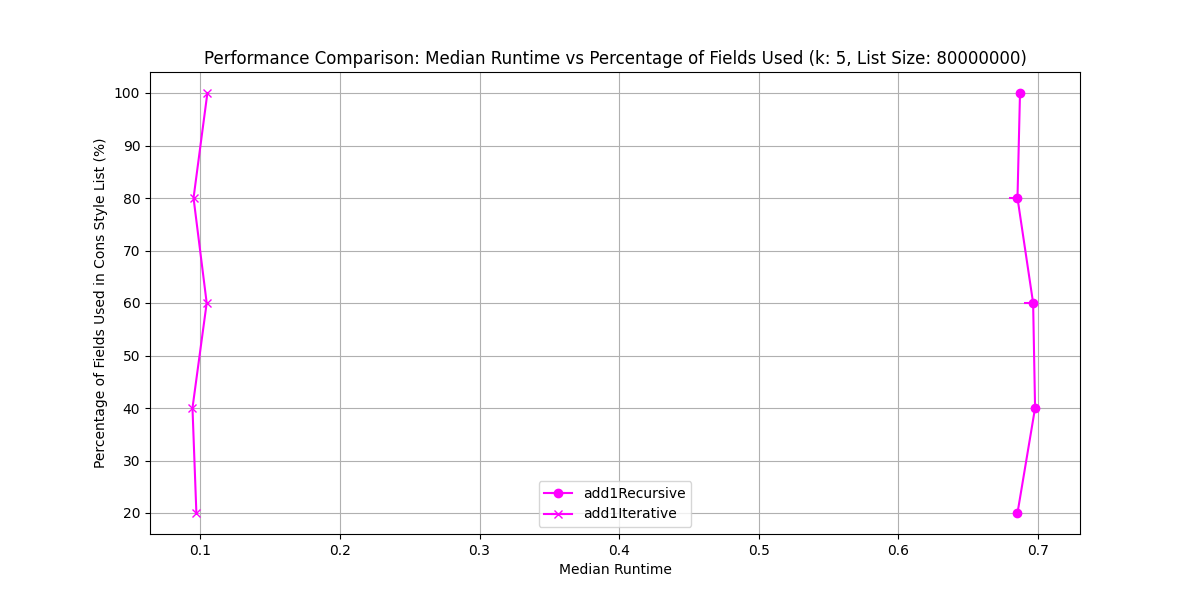 Performance Comparison: Median Runtime vs Percentage of Fields Used (k: 5, List Size: 80000000)
Percentage of Fields Used in Cons Style List (%)
100
90
80
70
60
50
40
30
20
add1Recursive
add1Iterative
0.1 0.2 0.3 0.4 0.5 0.6 0.7
Median Runtime